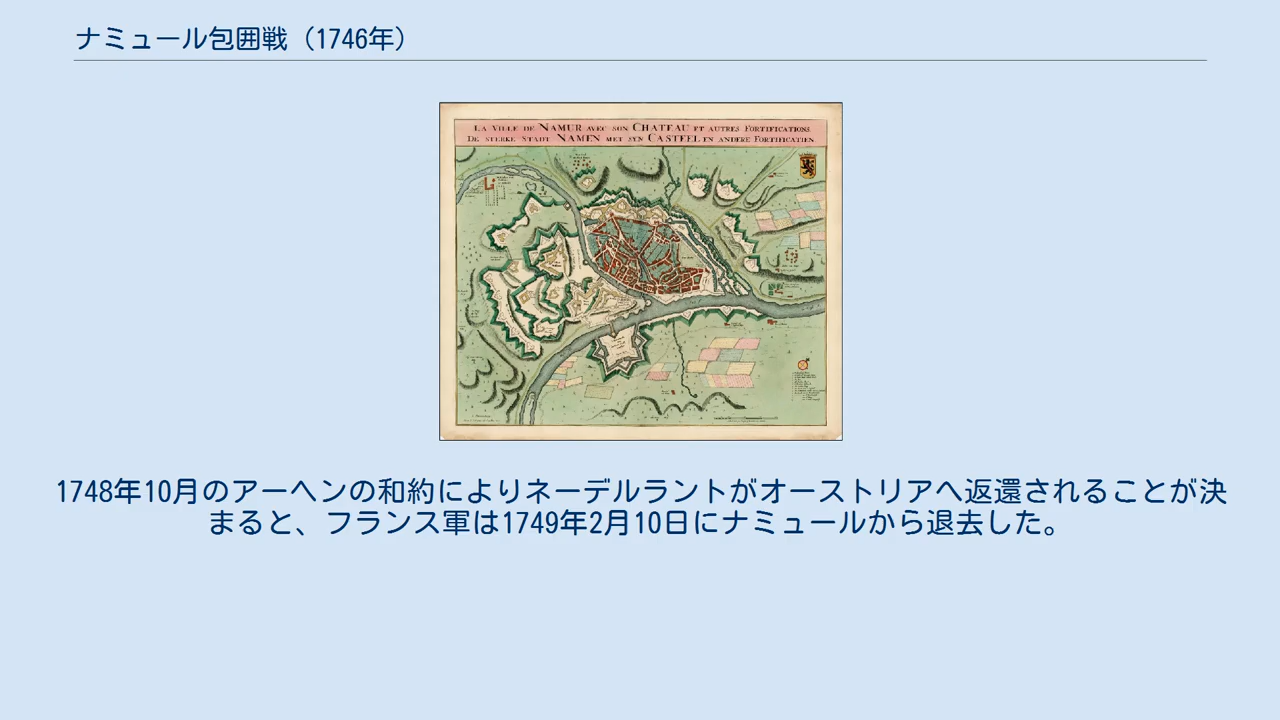 ナミュール包囲戦（1746年）
LA VILLE DE NAMUR AVEC SON CHATEAU ET AUTRES FORTIFICATIONS.
DE STERKE STADT NAMEN MET SYN CASTEEL EN ANDERE FORTIFICATIEN
1748年10月のアーヘンの和約によりネーデルラントがオーストリアへ返還されることが決
まると、フランス軍は1749年2月10日にナミュールから退去した。